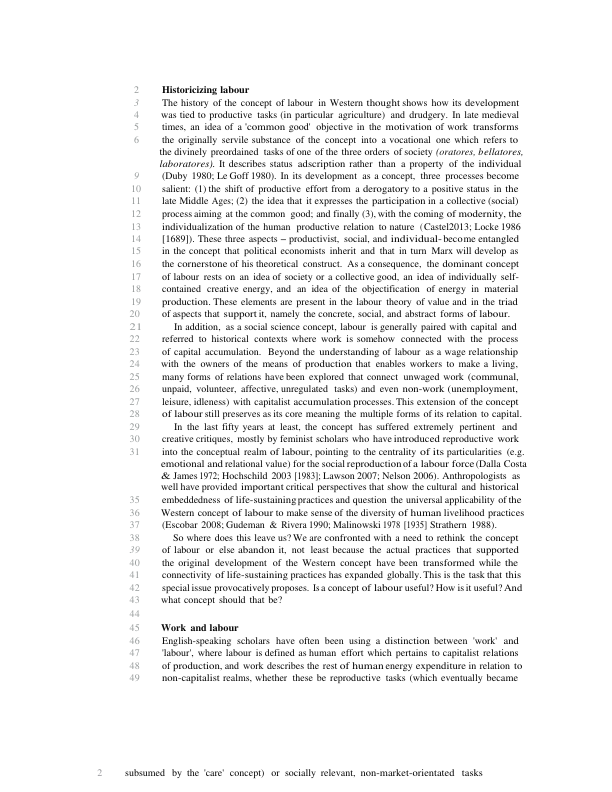 2 Historicizing labour
3 The history of the concept of labour in Western thought shows how its development
4 was tied to productive tasks (in particular agriculture) and drudgery. In late medieval
5 times, an idea of a 'common good' objective in the motivation of work transforms
6 the originally servile substance of the concept into a vocational one which refers to
the divinely preordained tasks of one of the three orders of society (oratores, bellatores,
laboratores). It describes status adscription rather than a property of the individual
9 (Duby 1980; Le Goff 1980). In its development as a concept, three processes become
10 salient: (1) the shift of productive effort from a derogatory to a positive status in the
11 late Middle Ages; (2) the idea that it expresses the participation in a collective (social)
12 process aiming at the common good; and finally (3), with the coming of modernity, the
13 individualization of the human productive relation to nature (Castel2013; Locke 1986
14 [1689]). These three aspects – productivist, social, and individual- become entangled
15 in the concept that political economists inherit and that in turn Marx will develop as
16 the cornerstone of his theoretical construct. As a consequence, the dominant concept
17 of labour rests on an idea of society or a collective good, an idea of individually self-
18 contained creative energy, and an idea of the objectification of energy in material
19 production. These elements are present in the labour theory of value and in the triad
20 of aspects that support it, namely the concrete, social, and abstract forms of labour.
21 In addition, as a social science concept, labour is generally paired with capital and
22 referred to historical contexts where work is somehow connected with the process
23 of capital accumulation. Beyond the understanding of labour as a wage relationship
24 with the owners of the means of production that enables workers to make a living,
25 many forms of relations have been explored that connect unwaged work (communal,
26 unpaid, volunteer, affective, unregulated tasks) and even non-work (unemployment,
27 leisure, idleness) with capitalist accumulation processes. This extension of the concept
28 of labour still preserves as its core meaning the multiple forms of its relation to capital.
29 In the last fifty years at least, the concept has suffered extremely pertinent and
30 creative critiques, mostly by feminist scholars who have introduced reproductive work
31 into the conceptual realm of labour, pointing to the centrality of its particularities (e.g.
emotional and relational value) for the social reproduction of a labour force (Dalla Costa
& James 1972; Hochschild 2003 [1983]; Lawson 2007; Nelson 2006). Anthropologists as
well have provided important critical perspectives that show the cultural and historical
35 embeddedness of life-sustaining practices and question the universal applicability of the
36 Western concept of labour to make sense of the diversity of human livelihood practices
37 (Escobar 2008; Gudeman & Rivera 1990; Malinowski 1978 [1935] Strathern 1988).
38 So where does this leave us? We are confronted with a need to rethink the concept
39 of labour or else abandon it, not least because the actual practices that supported
40 the original development of the Western concept have been transformed while the
41 connectivity of life-sustaining practices has expanded globally. This is the task that this
42 special issue provocatively proposes. Is a concept of labour useful? How is it useful? And
43 what concept should that be?
44
45 Work and labour
46 English-speaking scholars have often been using a distinction between 'work' and
47 'labour', where labour is defined as human effort which pertains to capitalist relations
48 of production, and work describes the rest of human energy expenditure in relation to
49 non-capitalist realms, whether these be reproductive tasks (which eventually became
2 subsumed by the 'care' concept) or socially relevant, non-market-orientated tasks